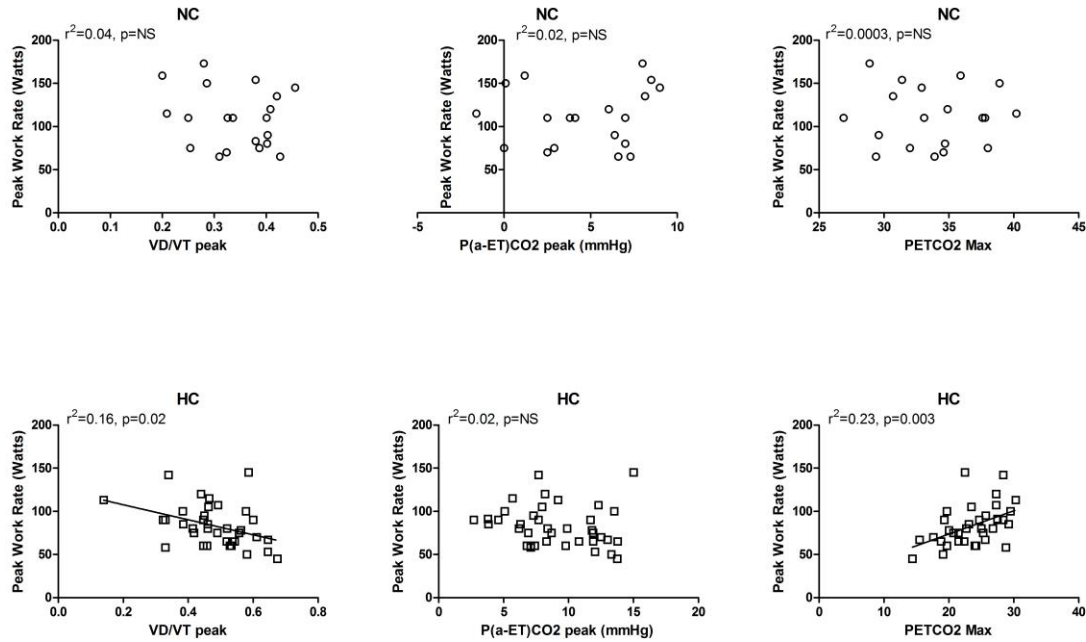 NC
r²=0.04, p=NS
Peak Work Rate (Watts)
200
150
100
50
0
0.0 0.1 0.2 0.3 0.4 0.5
VD/VT peak
NC
r²=0.02, p=NS
Peak Work Rate (Watts)
200
150
100
50
0
-5 0 5 10
P(a-ET)CO2 peak (mmHg)
NC
r²=0.0003, p=NS
Peak Work Rate (Watts)
200
150
100
50
0
25 30 35 40 45
PETCO2 Max
HC
r²=0.16, p=0.02
Peak Work Rate (Watts)
200
150
100
50
0
0.0 0.2 0.4 0.6 0.8
VD/VT peak
HC
r²=0.02, p=NS
Peak Work Rate (Watts)
200
150
100
50
0
0 5 10 15 20
P(a-ET)CO2 peak (mmHg)
HC
r²=0.23, p=0.003
Peak Work Rate (Watts)
200
150
100
50
0
0 10 20 30 40
PETCO2 Max